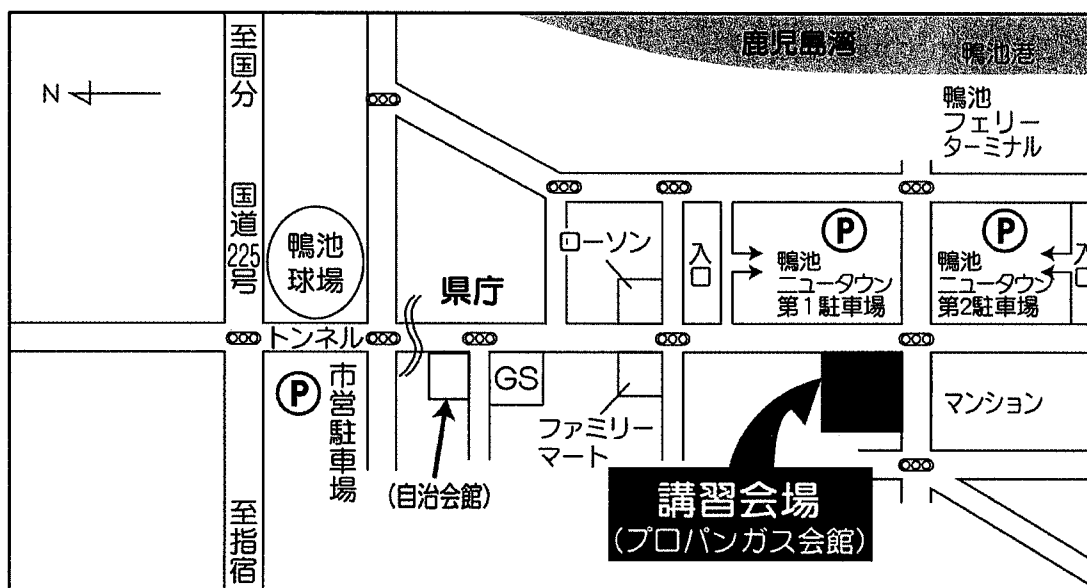 至国分
国道225号
至指宿
N
鴨池
球場
トンネル
P
市営駐車場
県庁
(自治会館)
GS
ローソン
ファミリー
マート
入口
P
鴨池
ニュータウン
第1駐車場
P
鴨池
ニュータウン
第2駐車場
入口
鹿児島湾
鴨池港
鴨池
フェリー
ターミナル
マンション
講習会場
(プロパンガス会館)